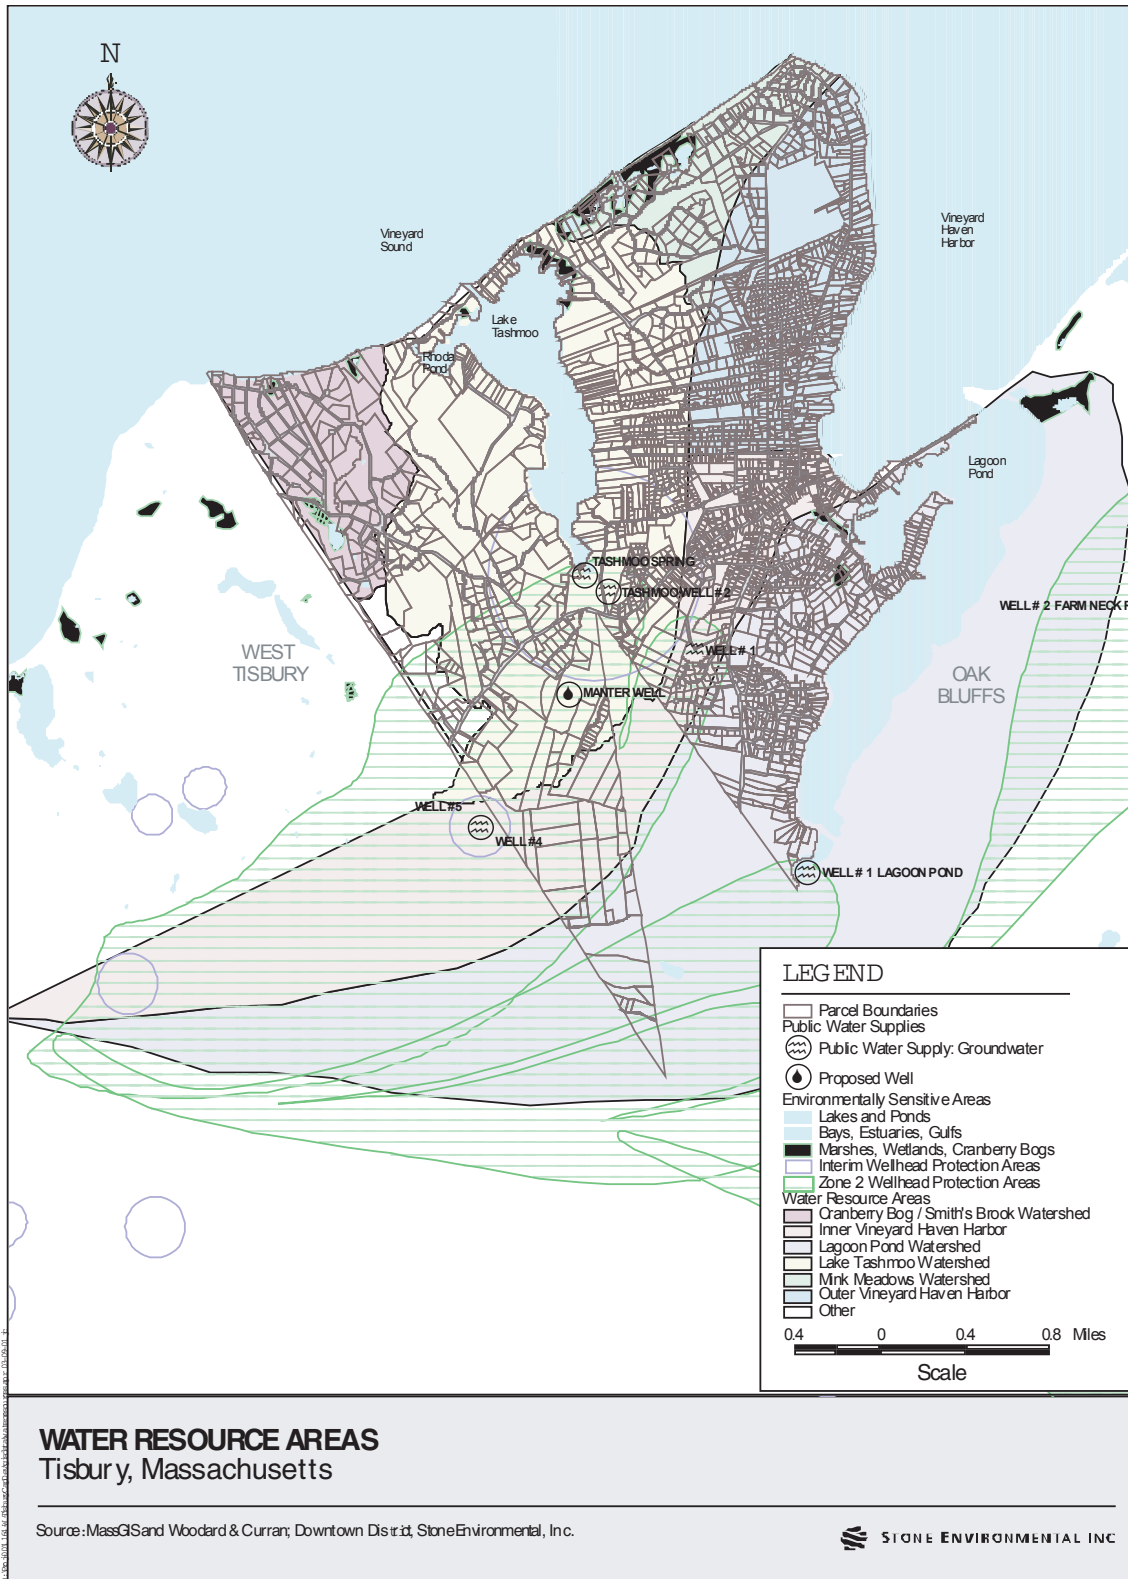 N
Vineyard
Sound
Vineyard
Haven
Harbor
Lake
Tashmoo
Rhoda
Pond
Lagoon
Pond
TASHMOO SPRING
TASHMOO WELL # 2
WELL # 2 FARM NECK
WEST
TISBURY
WELL # 1
OAK
BLUFFS
MANTER WELL
WELL #5
WELL #4
WELL # 1 LAGOON POND
LEGEND
Parcel Boundaries
Public Water Supplies
Public Water Supply: Groundwater
Proposed Well
Environmentally Sensitive Areas
Lakes and Ponds
Bays, Estuaries, Gulfs
Marshes, Wetlands, Cranberry Bogs
Interim Wellhead Protection Areas
Zone 2 Wellhead Protection Areas
Water Resource Areas
Cranberry Bog / Smith's Brook Watershed
Inner Vineyard Haven Harbor
Lagoon Pond Watershed
Lake Tashmoo Watershed
Mink Meadows Watershed
Outer Vineyard Haven Harbor
Other
0.4 0 0.4 0.8 Miles
Scale
WATER RESOURCE AREAS
Tisbury, Massachusetts
Source: MassGIS and Woodard & Curran; Downtown District, Stone Environmental, Inc.
STONE ENVIRONMENTAL INC